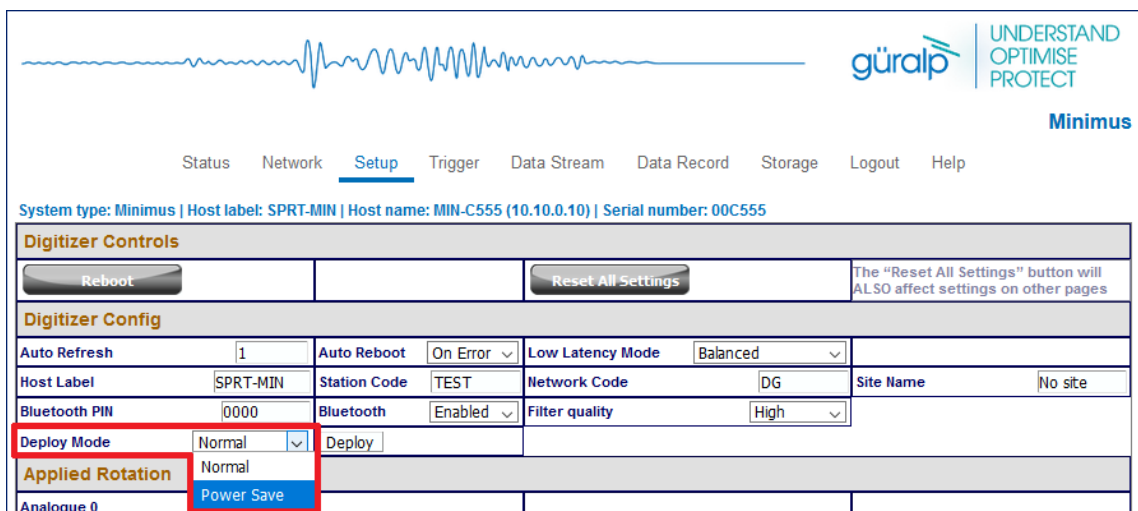 güralp
UNDERSTAND
OPTIMISE
PROTECT
Minimus
Status Network Setup Trigger Data Stream Data Record Storage Logout Help
System type: Minimus | Host label: SPRT-MIN | Host name: MIN-C555 (10.10.0.10) | Serial number: 00C555
Digitizer Controls
Reboot Reset All Settings The "Reset All Settings" button will
ALSO affect settings on other pages
Digitizer Config
Auto Refresh 1 Auto Reboot On Error Low Latency Mode Balanced
Host Label SPRT-MIN Station Code TEST Network Code DG Site Name No site
Bluetooth PIN 0000 Bluetooth Enabled Filter quality High
Deploy Mode Normal Deploy
Normal
Applied Rotation
Power Save
Analogue 0